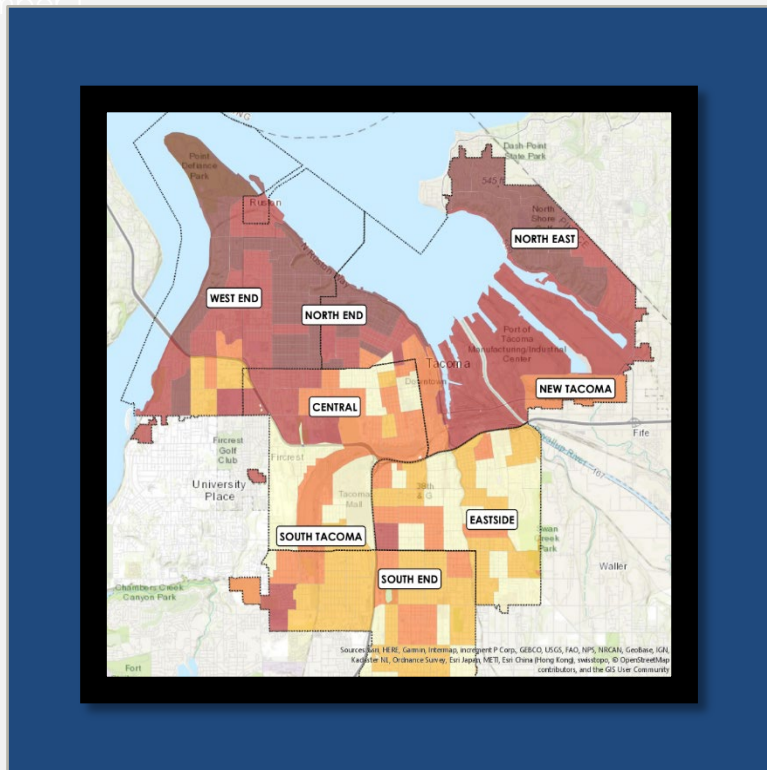 Point
Defiance
Park
Ruston
Dash Point
State Park
545 ft
North
Shore
NORTH EAST
WEST END
NORTH END
Port of
Tacoma
Manufacturing/Industrial
Center
Tacoma
Downtown
NEW TACOMA
CENTRAL
Fife
Fircrest
Golf
Club
Fircrest
University
Place
Tacoma
Mall
38th
& G
167
EASTSIDE
SOUTH TACOMA
Swan
Creek
Park
Waller
SOUTH END
Chambers Creek
Canyon Park
Fort
Sources: Esri, HERE, Garmin, Intermap, increment P Corp., GEBCO, USGS, FAO, NPS, NRCAN, GeoBase, IGN,
Kadaster NL, Ordnance Survey, Esri Japan, METI, Esri China (Hong Kong), swisstopo, © OpenStreetMap
contributors, and the GIS User Community